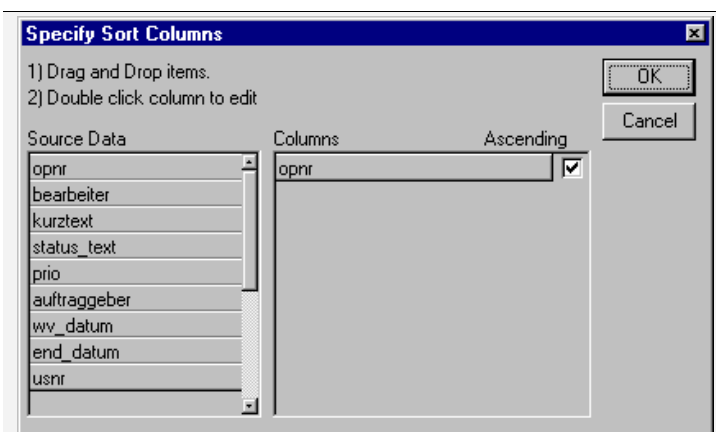 Specify Sort Columns
1) Drag and Drop items.
2) Double click column to edit
OK
Cancel
Source Data
Columns
Ascending
opnr
bearbeiter
kurztext
status_text
prio
auftraggeber
wv_datum
end_datum
usnr
opnr